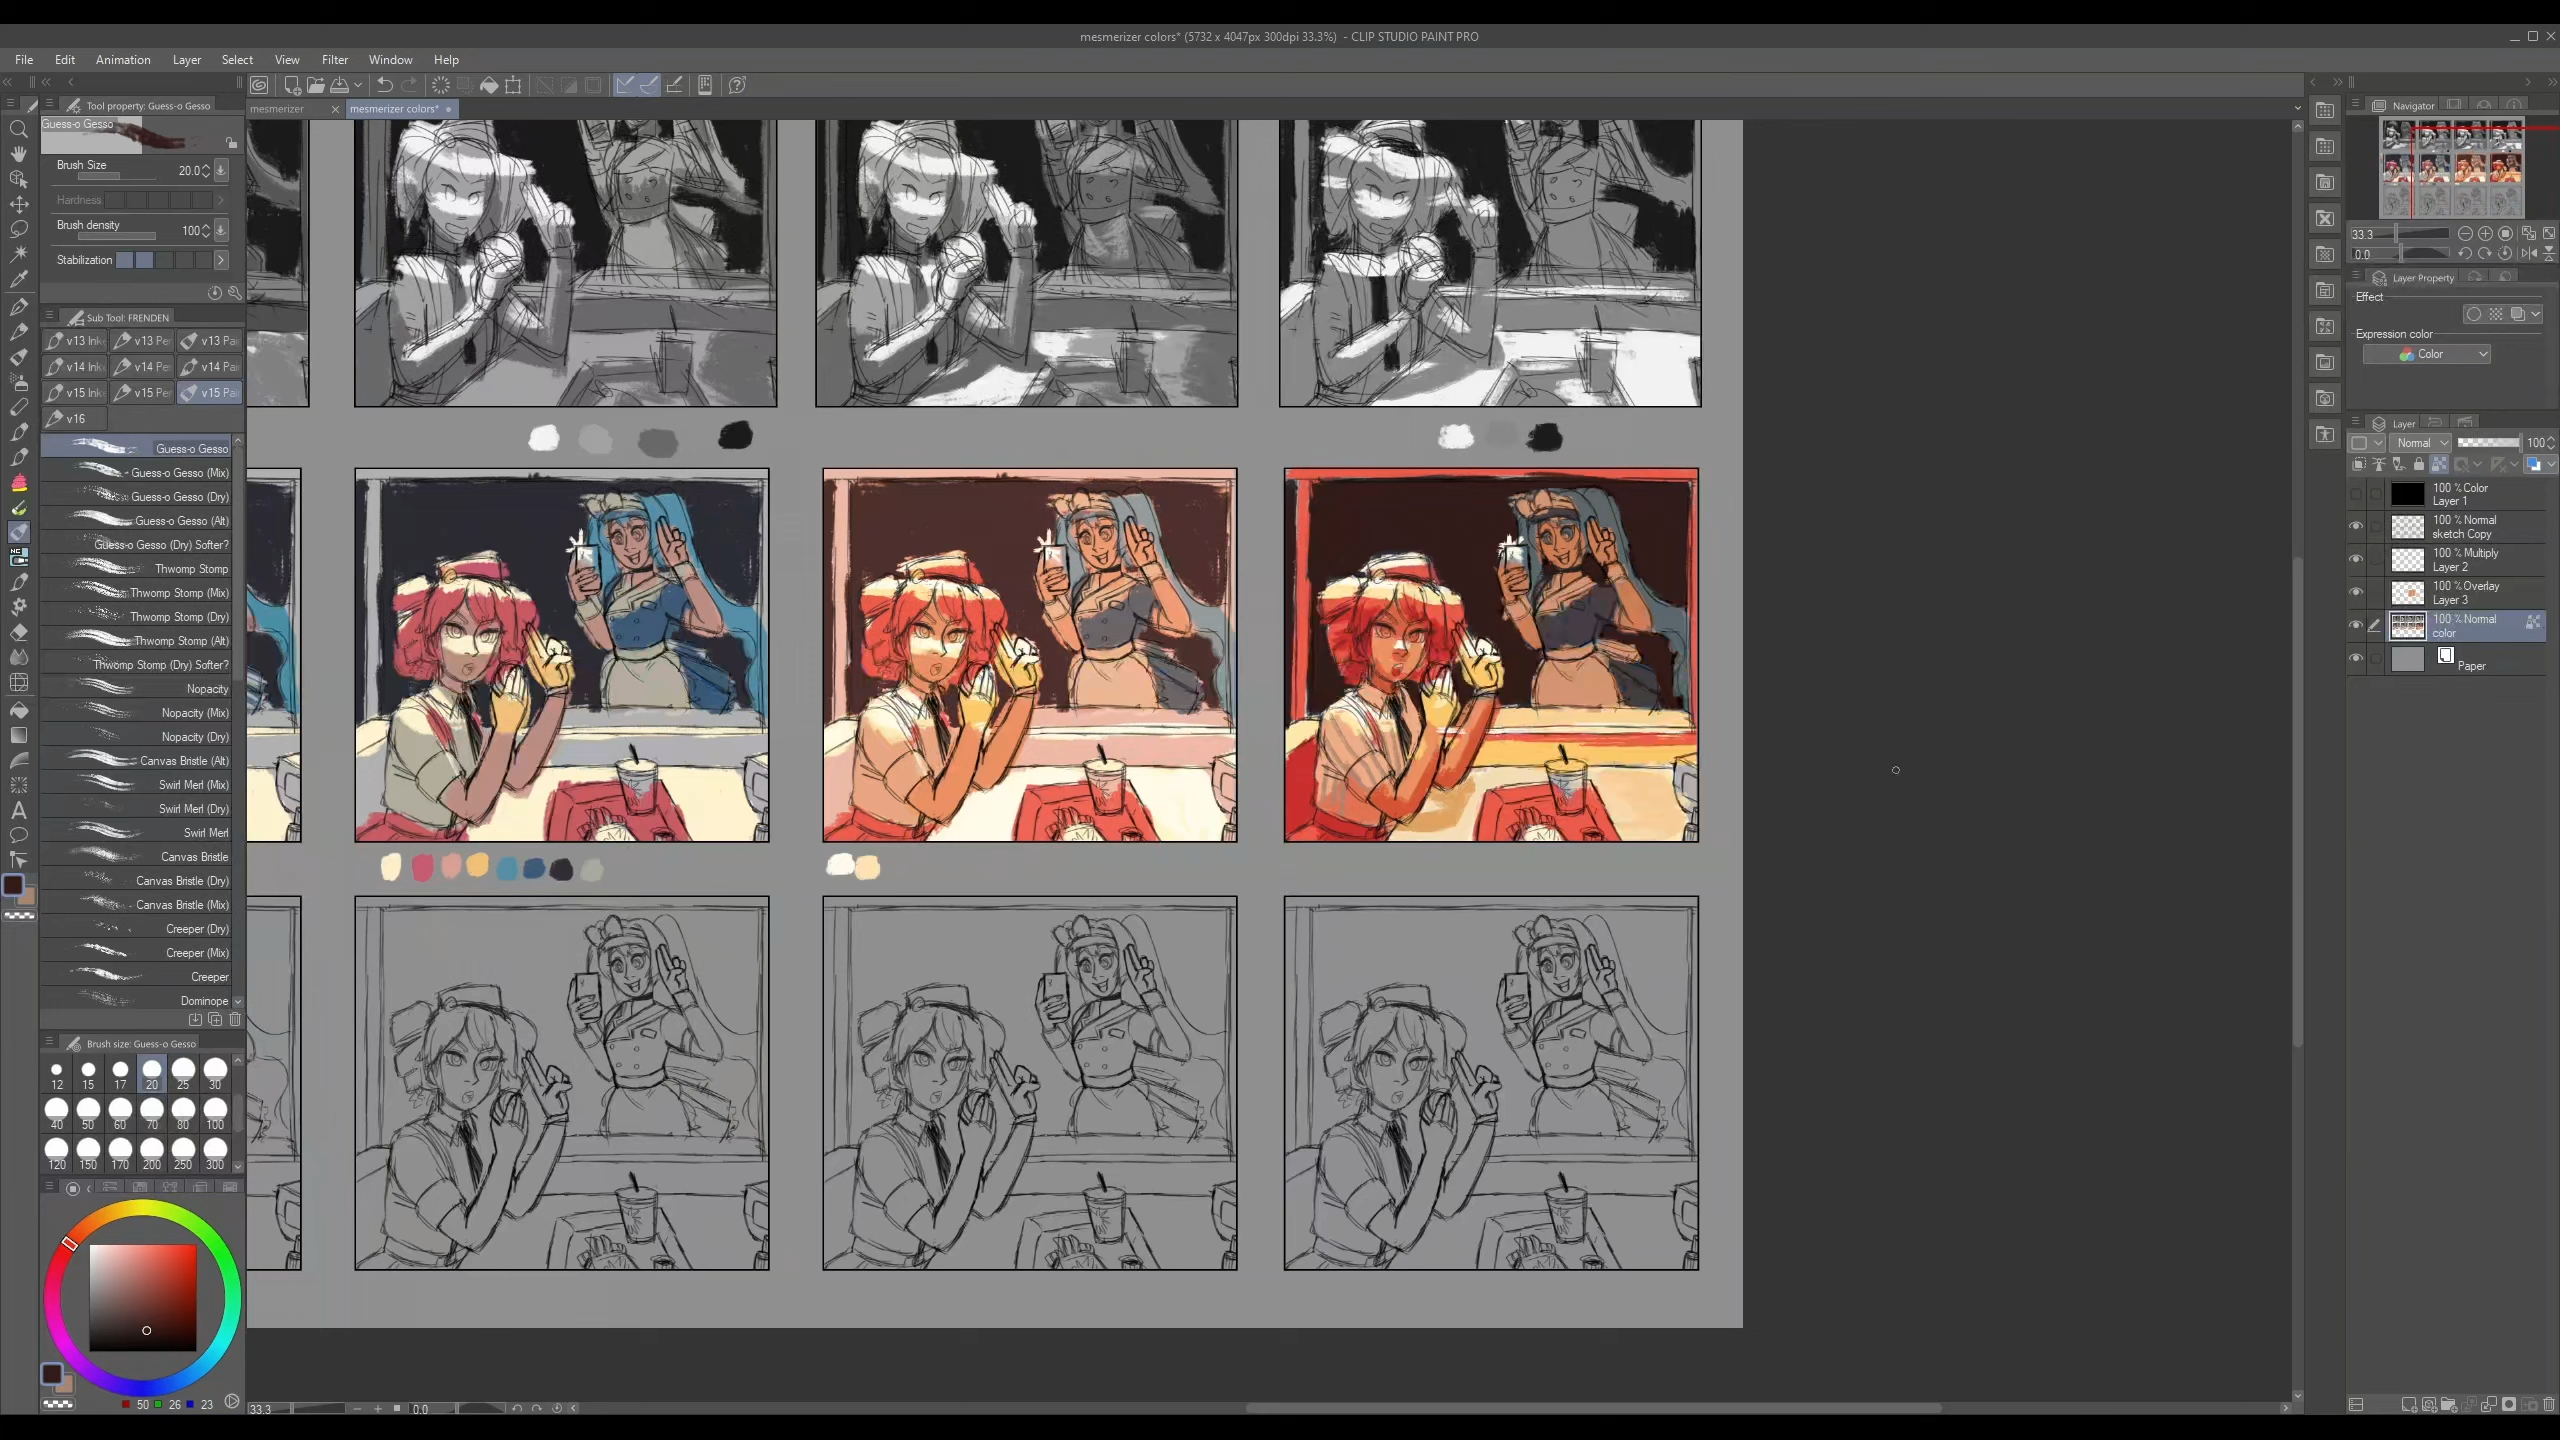 mesmerizer colors* (5732 x 4047px 300dpi 33.3%) - CLIP STUDIO PAINT PRO
File Edit Animation Layer Select View Filter Window Help
mesmerizer
mesmerizer colors*
Tool property: Guess-o Gesso
Guess-o Gesso
Brush Size 20.0
Hardness
Brush density 100
Stabilization
Sub Tool: FRENDEN
v13 Ink v13 Pe v13 Pai
v14 Ink v14 Pe v14 Pai
v15 Ink v15 Pe v15 Pai
v16
Guess-o Gesso
Guess-o Gesso (Mix)
Guess-o Gesso (Dry)
Guess-o Gesso (Alt)
Guess-o Gesso (Dry) Softer?
Thwomp Stomp
Thwomp Stomp (Mix)
Thwomp Stomp (Dry)
Thwomp Stomp (Alt)
Thwomp Stomp (Dry) Softer?
Nopacity
Nopacity (Mix)
Nopacity (Dry)
Canvas Bristle (Alt)
Swirl Merl (Mix)
Swirl Merl (Dry)
Swirl Merl
Canvas Bristle
Canvas Bristle (Dry)
Canvas Bristle (Mix)
Creeper (Dry)
Creeper (Mix)
Creeper
Dominope
Brush size: Guess-o Gesso
12 15 17 20 25 30
40 50 60 70 80 100
120 150 170 200 250 300
50 26 23
33.3
0.0
Navigator
33.3
0.0
Layer Property
Effect
Expression color
Color
Layer
Normal 100
100 % Color
Layer 1
100 % Normal
sketch Copy
100 % Multiply
Layer 2
100 % Overlay
Layer 3
100 % Normal
color
Paper